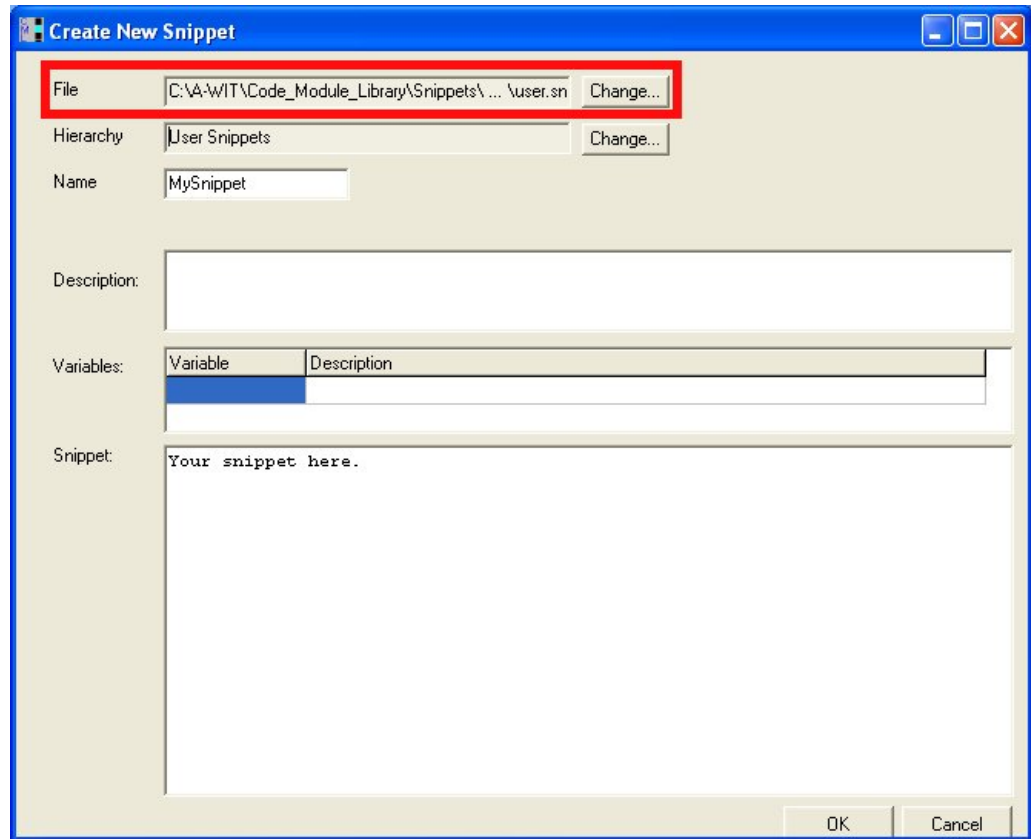 Create New Snippet
File C:\A-WIT\Code_Module_Library\Snippets\ ... \user.sn Change...
Hierarchy User Snippets Change...
Name MySnippet
Description:
Variables: Variable Description
Snippet: Your snippet here.
OK Cancel